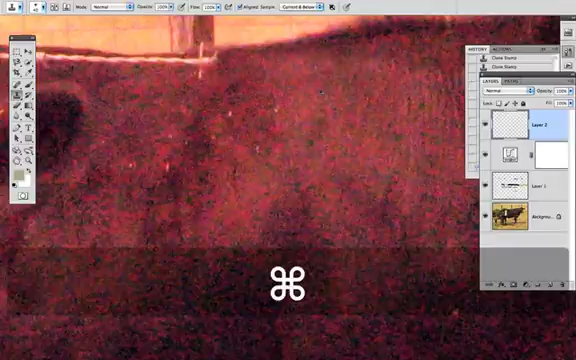 Mode: Normal Opacity: 100% Flow: 100% Aligned Sample: Current & Below
HISTORY ACTIONS
Clone Stamp
Clone Stamp
LAYERS PATHS
Normal Opacity: 100%
Lock: Fill: 100%
Layer 2
Layer 1
Backgrou...
⌘